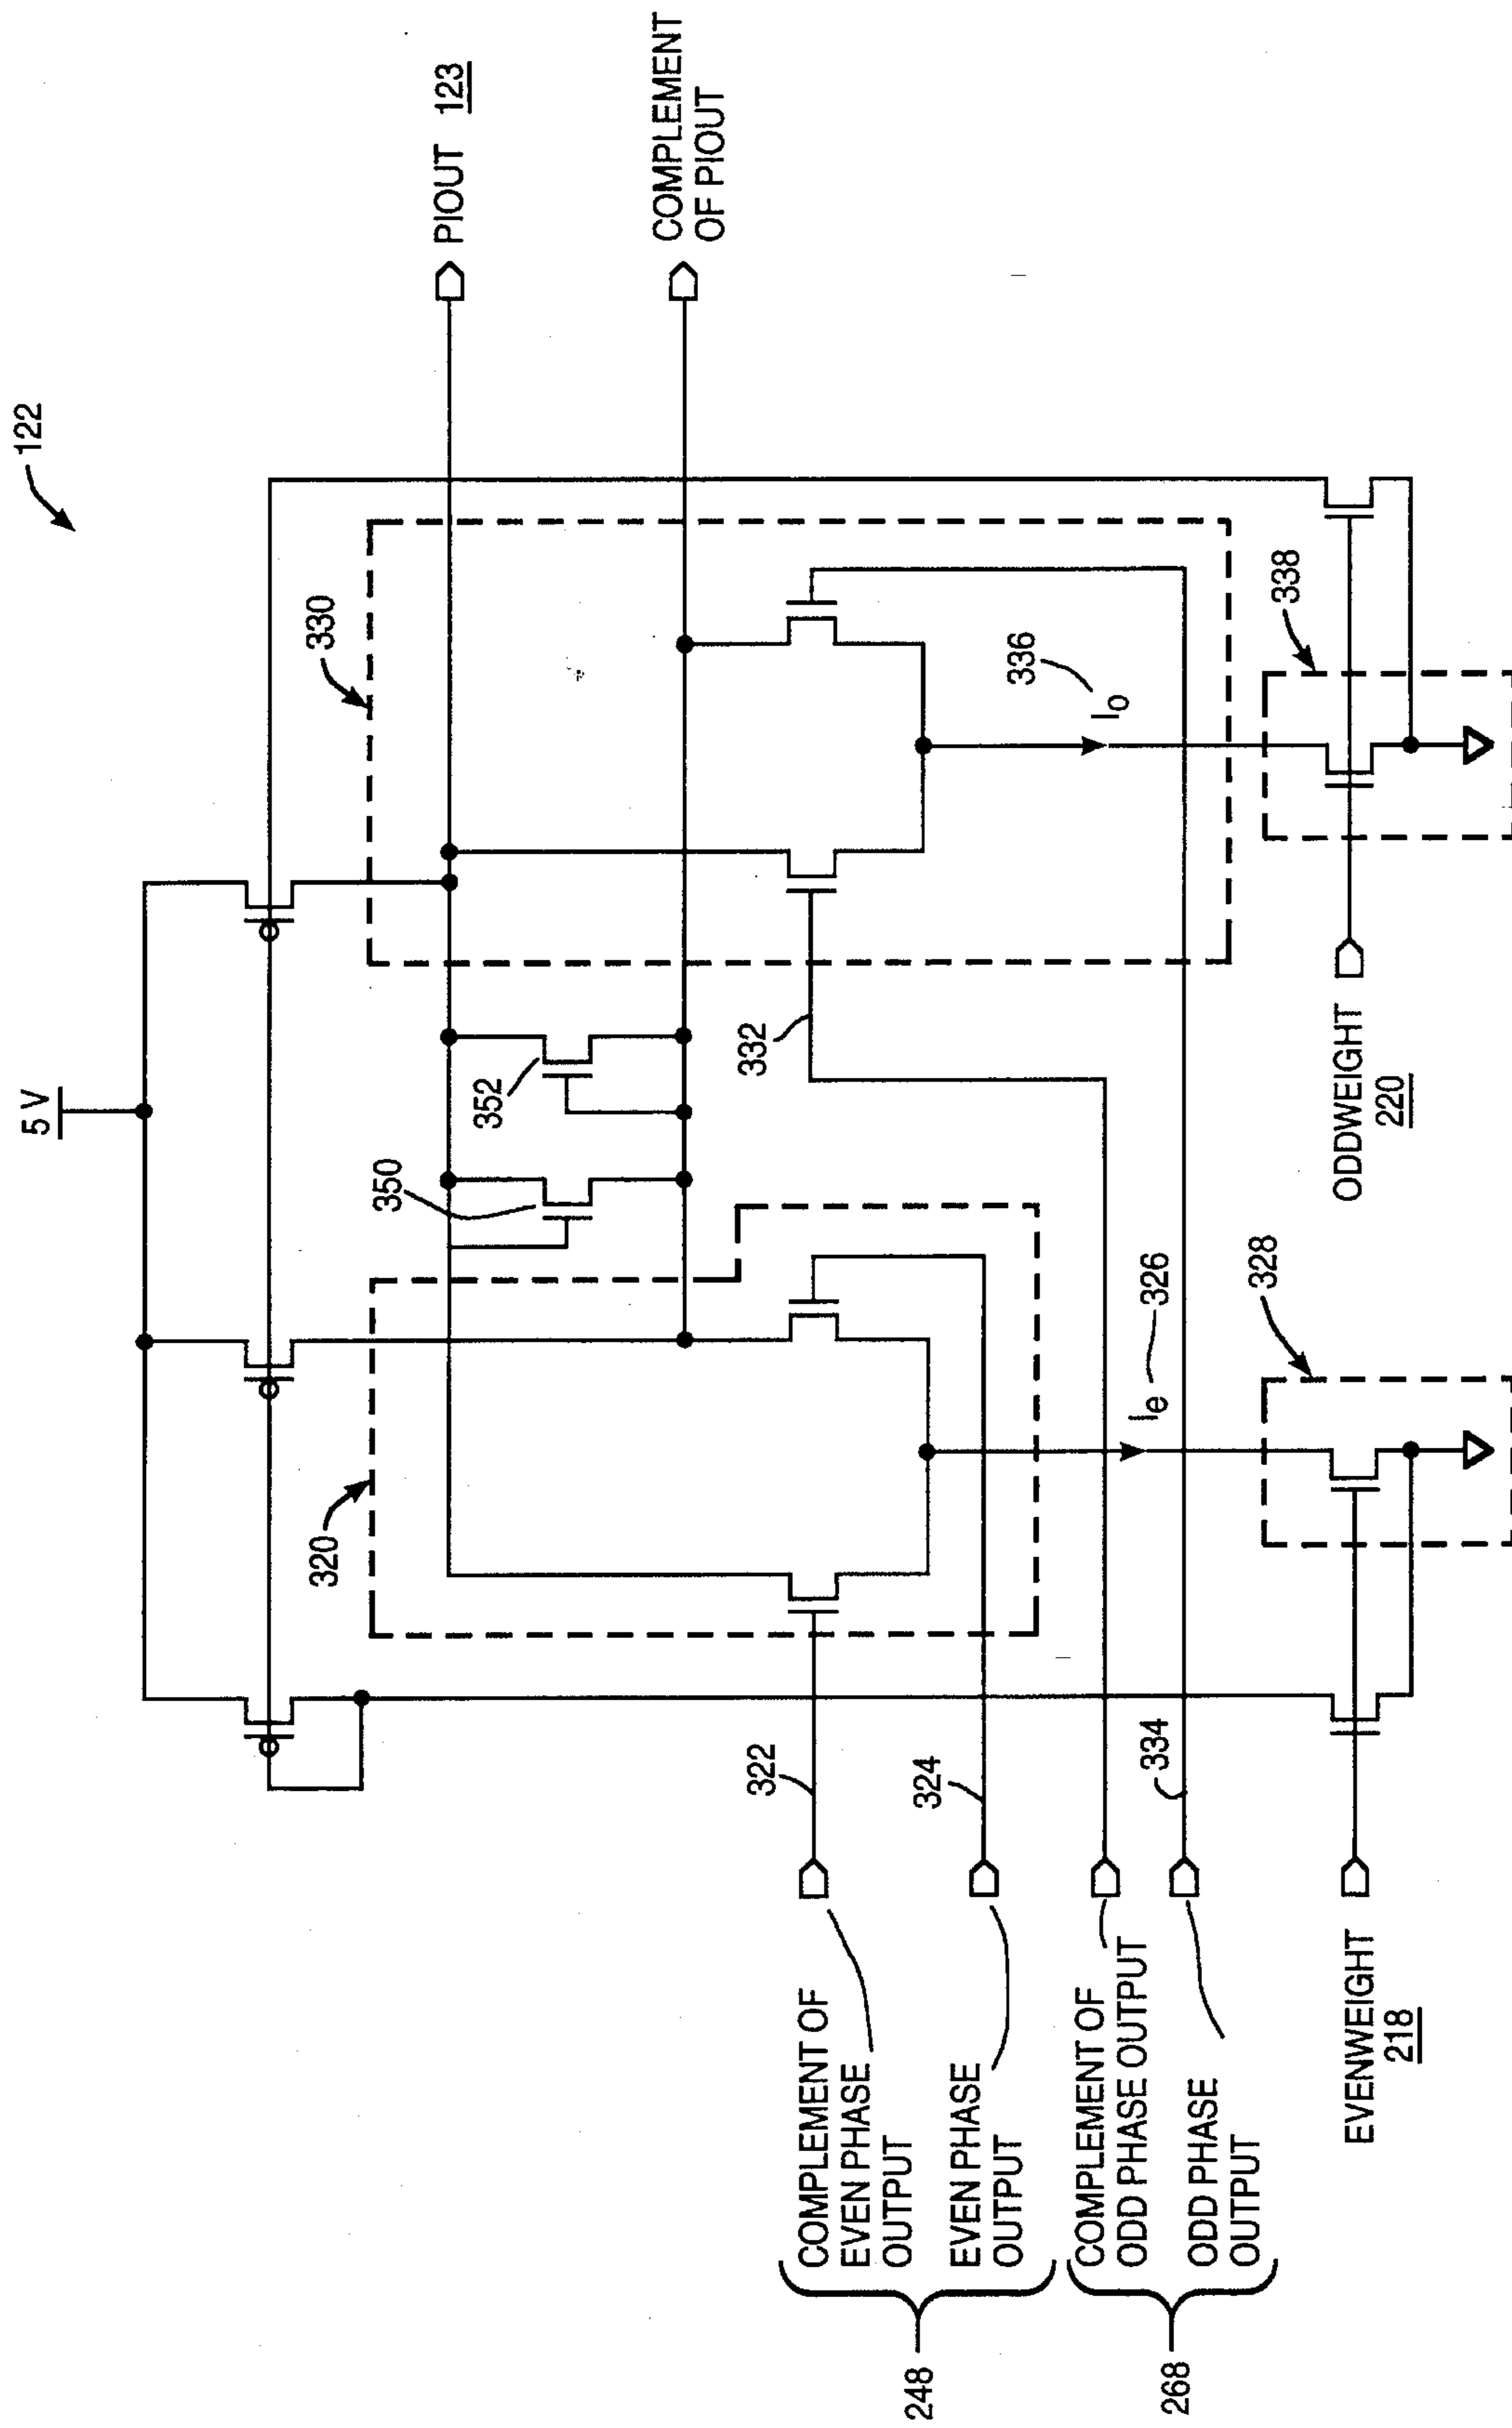 122
5 V
PIOUT 123
COMPLEMENT
OF PIOUT
330
320
350
352
332
336
Io
322
324
334
Ie
326
328
338
COMPLEMENT OF
EVEN PHASE
OUTPUT
EVEN PHASE
OUTPUT
248
COMPLEMENT OF
ODD PHASE OUTPUT
ODD PHASE
OUTPUT
268
EVENWEIGHT
218
ODDWEIGHT
220